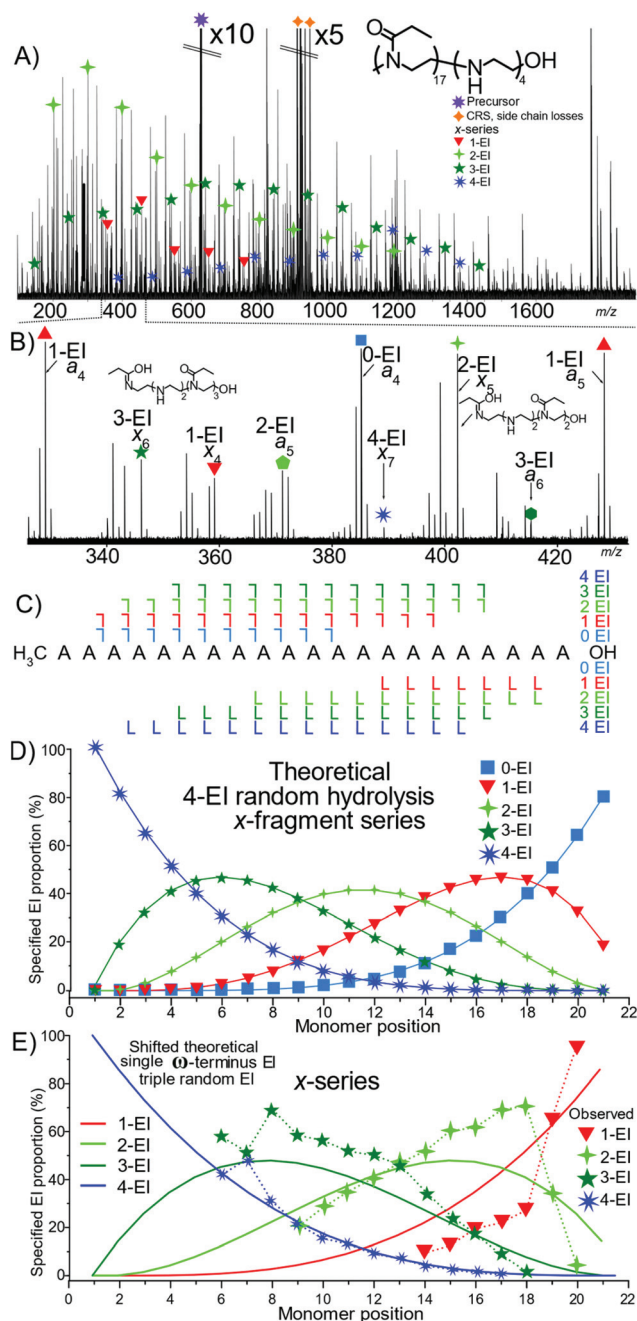 A)
x10
x5
O
N
17
N
H
4
OH
Precursor
CRS, side chain losses
x-series
1-EI
2-EI
3-EI
4-EI
200
400
600
800
1000
1200
1400
1600
m/z
B)
1-EI
a4
OH
N
N
H
2
N
O
3
OH
3-EI
x6
1-EI
x4
2-EI
a5
0-EI
a4
4-EI
x7
2-EI
x5
OH
N
N
H
2
N
O
2
OH
1-EI
a5
3-EI
a6
340
360
380
400
420
m/z
C)
4 EI
3 EI
2 EI
1 EI
0 EI
H3C A A A A A A A A A A A A A A A A A A A A A OH
0 EI
1 EI
2 EI
3 EI
4 EI
D)
Theoretical
4-EI random hydrolysis
x-fragment series
0-EI
1-EI
2-EI
3-EI
4-EI
Specified EI proportion (%)
100
80
60
40
20
0
0 2 4 6 8 10 12 14 16 18 20 22
Monomer position
E)
Shifted theoretical
single ω-terminus EI
triple random EI
x-series
1-EI
2-EI
3-EI
4-EI
Observed
1-EI
2-EI
3-EI
4-EI
Specified EI proportion (%)
100
80
60
40
20
0
0 2 4 6 8 10 12 14 16 18 20 22
Monomer position